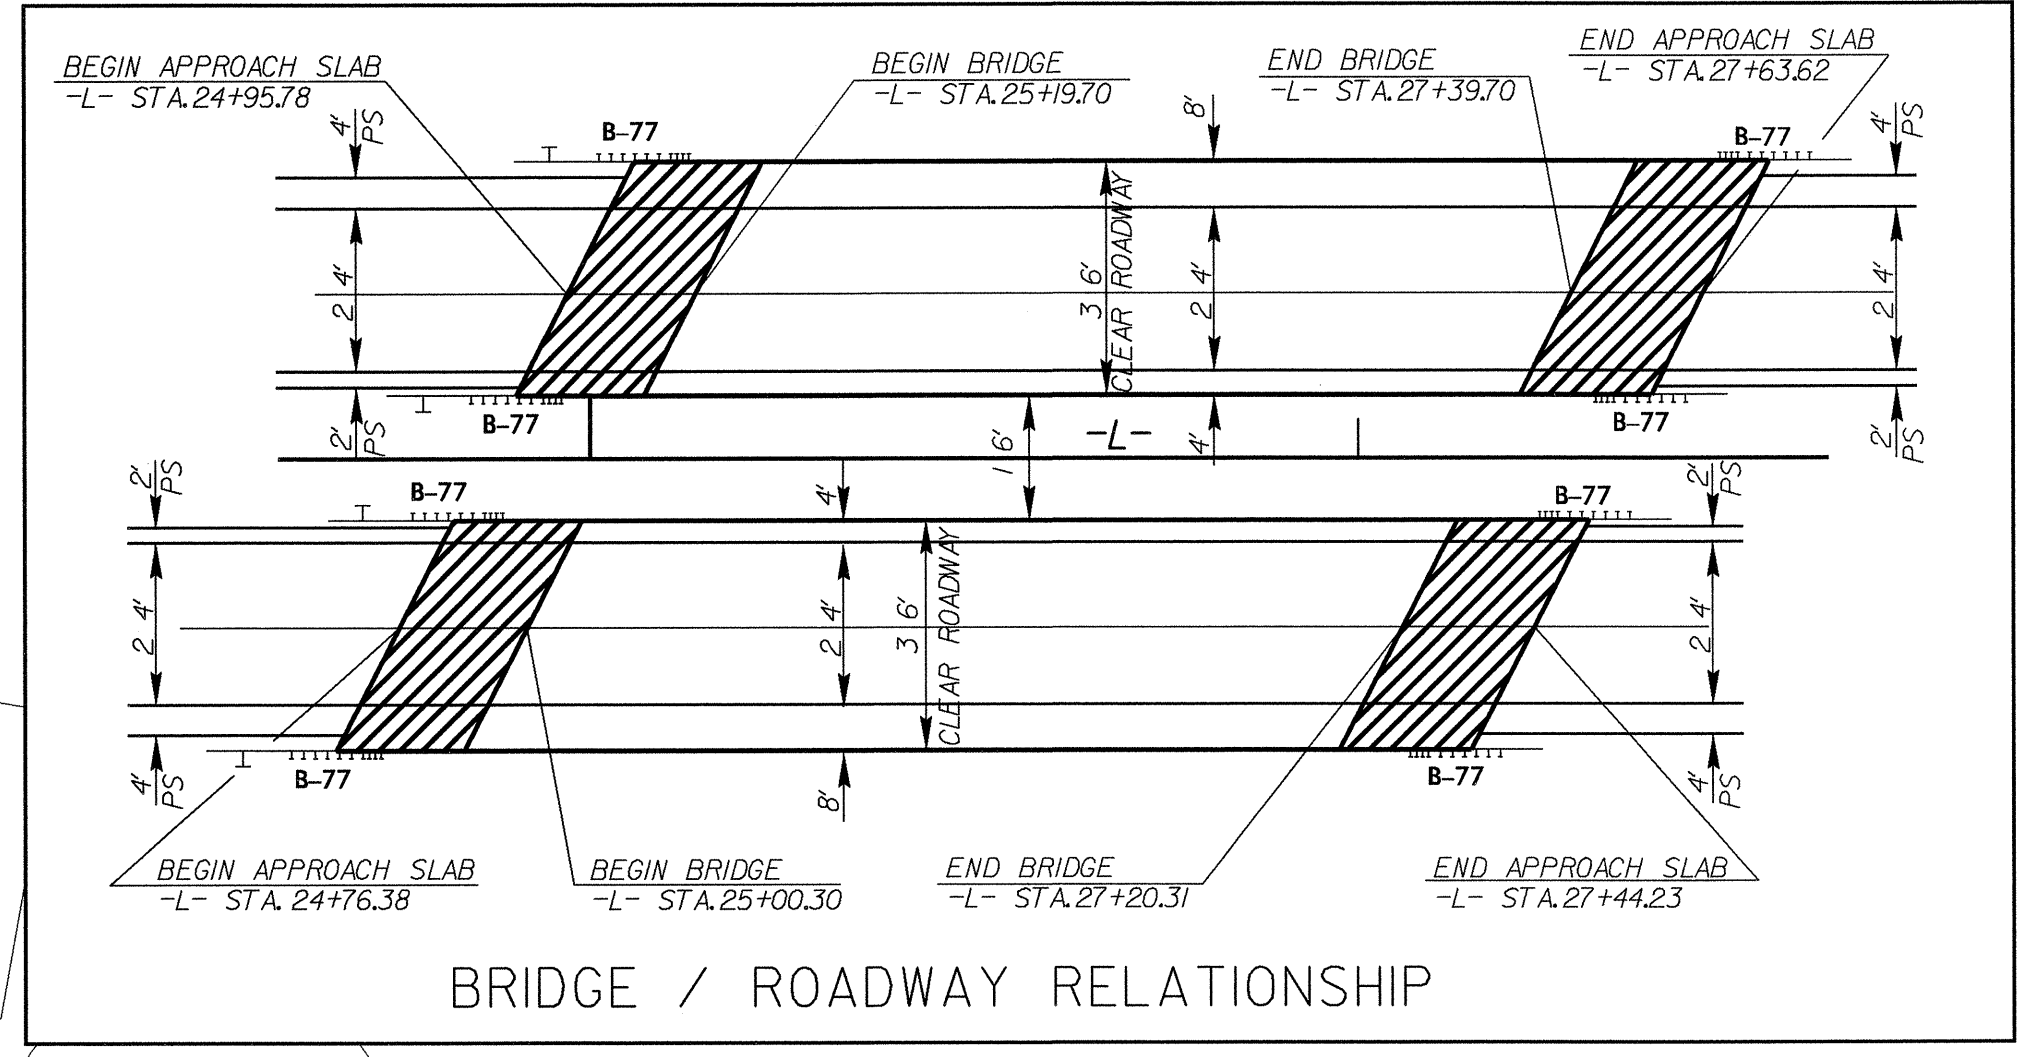 BEGIN APPROACH SLAB
-L- STA.24+95.78
BEGIN BRIDGE
-L- STA.25+19.70
END BRIDGE
-L- STA.27+39.70
END APPROACH SLAB
-L- STA.27+63.62
4'
PS
B-77
8'
B-77
4'
PS
24'
36'
CLEAR ROADWAY
24'
24'
2'
PS
B-77
16'
-L-
4'
B-77
2'
PS
2'
PS
B-77
4'
B-77
2'
PS
24'
24'
36'
CLEAR ROADWAY
24'
4'
PS
B-77
8'
B-77
4'
PS
BEGIN APPROACH SLAB
-L- STA.24+76.38
BEGIN BRIDGE
-L- STA.25+00.30
END BRIDGE
-L- STA.27+20.31
END APPROACH SLAB
-L- STA.27+44.23
BRIDGE / ROADWAY RELATIONSHIP